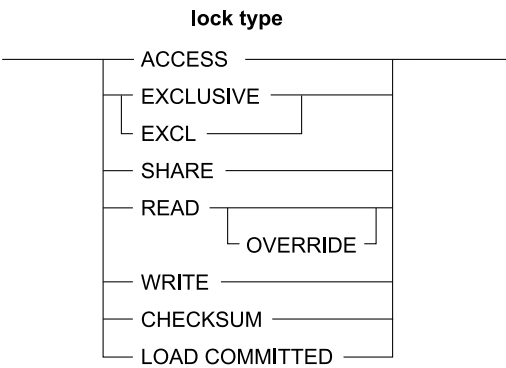 lock type
ACCESS
EXCLUSIVE
EXCL
SHARE
READ
OVERRIDE
WRITE
CHECKSUM
LOAD COMMITTED